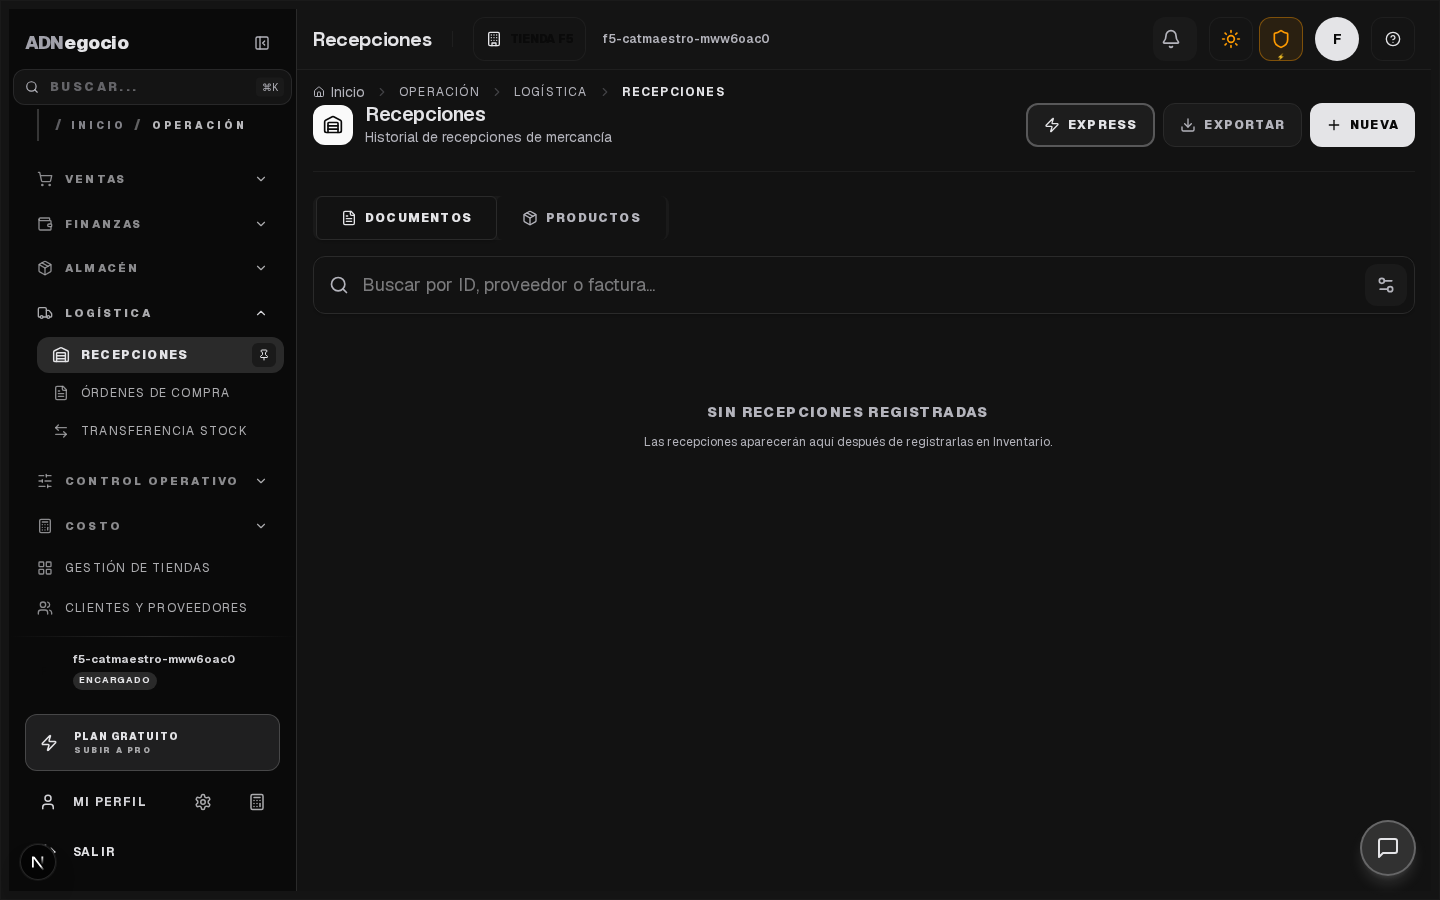 ADNegocio
BUSCAR...
⌘K
/ INICIO / OPERACIÓN
VENTAS
FINANZAS
ALMACÉN
LOGÍSTICA
RECEPCIONES
ÓRDENES DE COMPRA
TRANSFERENCIA STOCK
CONTROL OPERATIVO
COSTO
GESTIÓN DE TIENDAS
CLIENTES Y PROVEEDORES
f5-catmaestro-mww6oac0
ENCARGADO
PLAN GRATUITO
SUBIR A PRO
MI PERFIL
SALIR
N
Recepciones
TIENDA F5
f5-catmaestro-mww6oac0
F
Inicio > OPERACIÓN > LOGÍSTICA > RECEPCIONES
Recepciones
Historial de recepciones de mercancía
EXPRESS
EXPORTAR
NUEVA
DOCUMENTOS
PRODUCTOS
Buscar por ID, proveedor o factura...
SIN RECEPCIONES REGISTRADAS
Las recepciones aparecerán aquí después de registrarlas en Inventario.